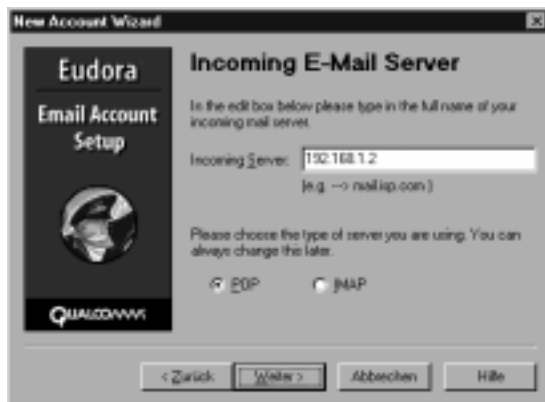 New Account Wizard
Eudora
Email Account
Setup
QUALCOMM
Incoming E-Mail Server
In the edit box below please type in the full name of your
incoming mail server.
Incoming Server: 192.168.1.2
(e.g. --> mail.isp.com )
Please choose the type of server you are using. You can
always change this later.
POP IMAP
< Zurück Weiter > Abbrechen Hilfe